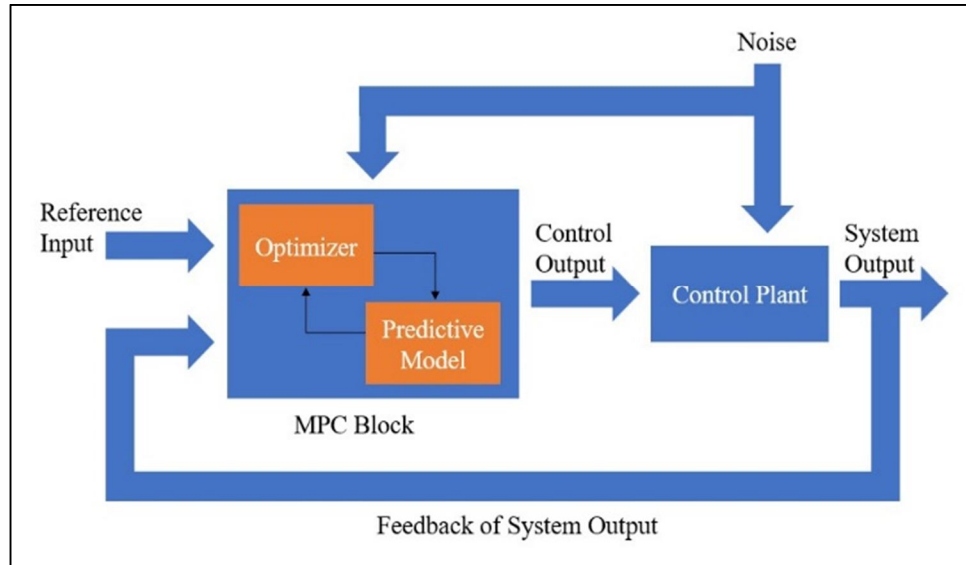 Noise
Reference
Input
Optimizer
Predictive
Model
MPC Block
Control
Output
Control Plant
System
Output
Feedback of System Output